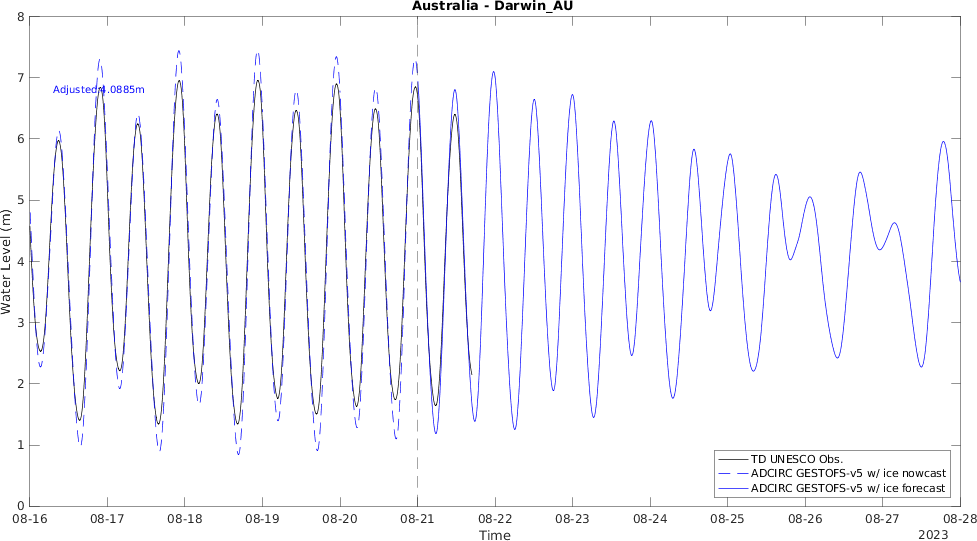 Australia - Darwin_AU
8
7
6
5
4
3
2
1
0
Water Level (m)
Adjusted:4.0885m
TD UNESCO Obs.
ADCIRC GESTOFS-v5 w/ ice nowcast
ADCIRC GESTOFS-v5 w/ ice forecast
08-16 08-17 08-18 08-19 08-20 08-21 08-22 08-23 08-24 08-25 08-26 08-27 08-28
Time
2023